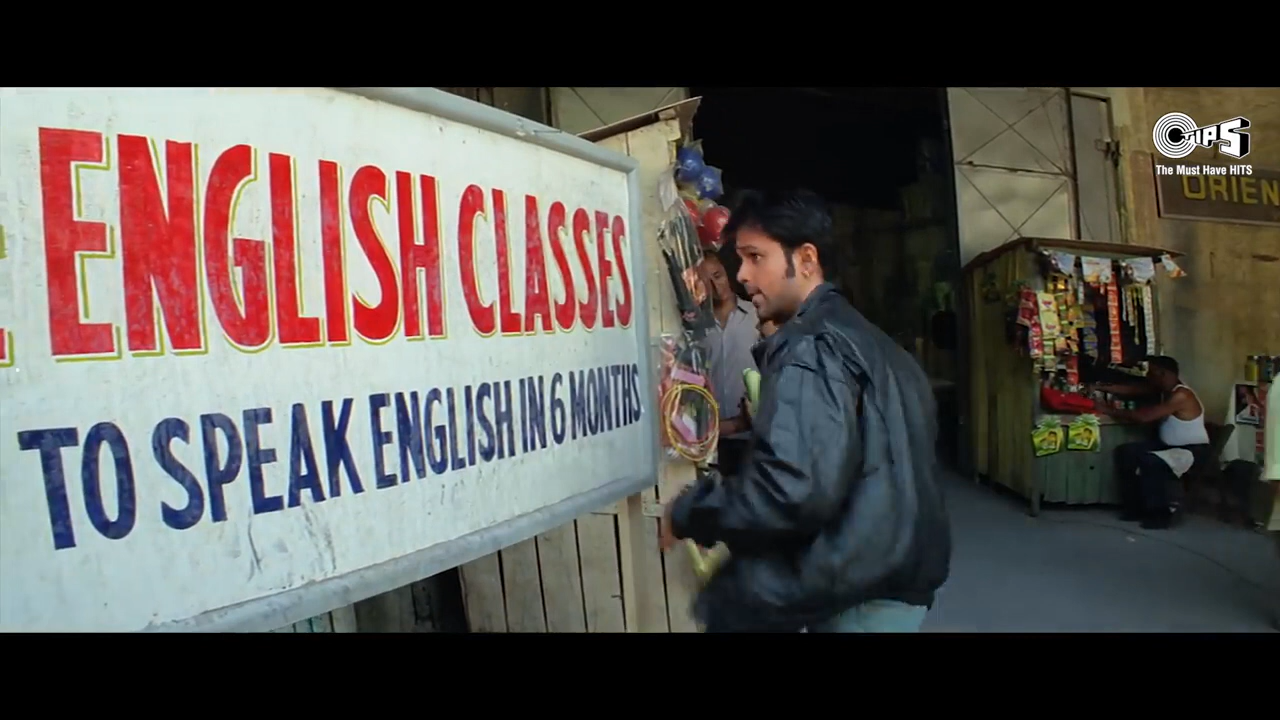 ENGLISH CLASSES
TO SPEAK ENGLISH IN 6 MONTHS
TIPS
The Must Have HITS
ORIEN